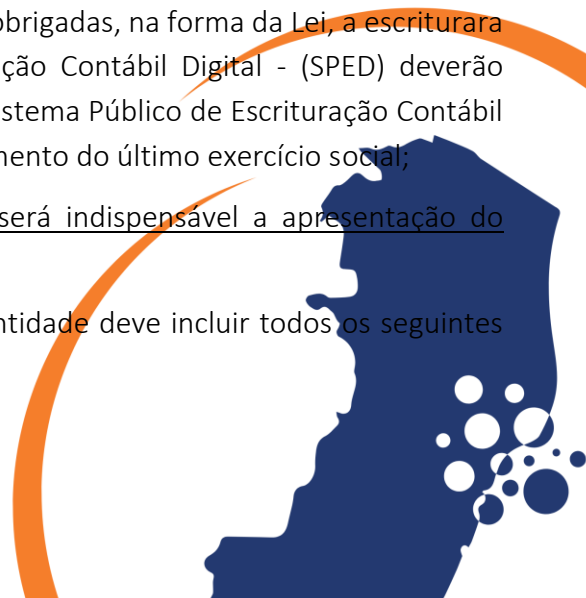 obrigadas, na forma da Lei, a escriturara
ção Contábil Digital - (SPED) deverão
istema Público de Escrituração Contábil
mento do último exercício social;
será indispensável a apresentação do
ntidade deve incluir todos os seguintes